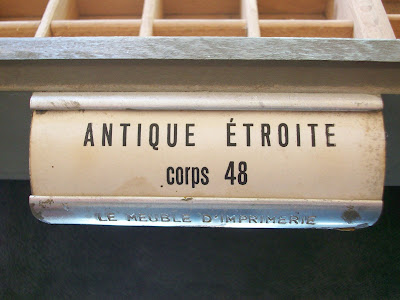 ANTIQUE ÉTROITE
corps 48
LE MEUBLE D'IMPRIMERIE